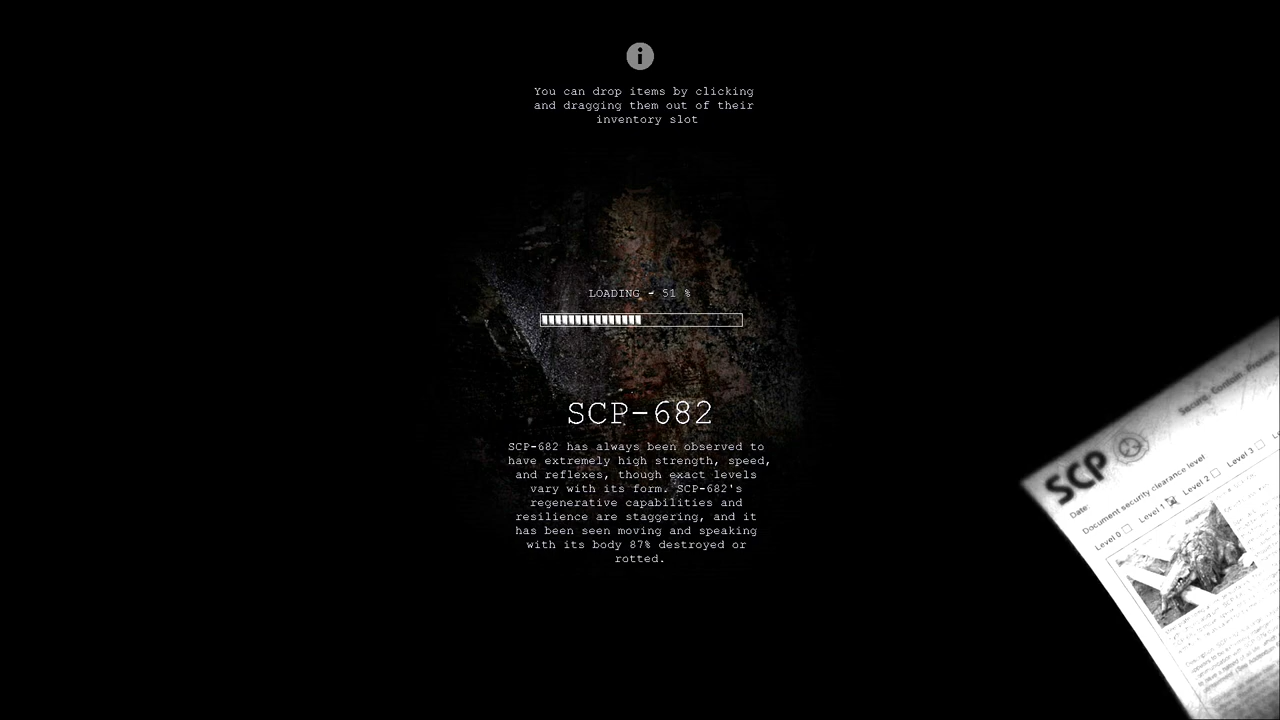 You can drop items by clicking
and dragging them out of their
inventory slot
LOADING - 51 %
SCP-682
SCP-682 has always been observed to
have extremely high strength, speed,
and reflexes, though exact levels
vary with its form. SCP-682's
regenerative capabilities and
resilience are staggering, and it
has been seen moving and speaking
with its body 87% destroyed or
rotted.
Secure. Contain. Protect.
SCP
Date:
Document security clearance level
Level 0 Level 1 Level 2 Level 3